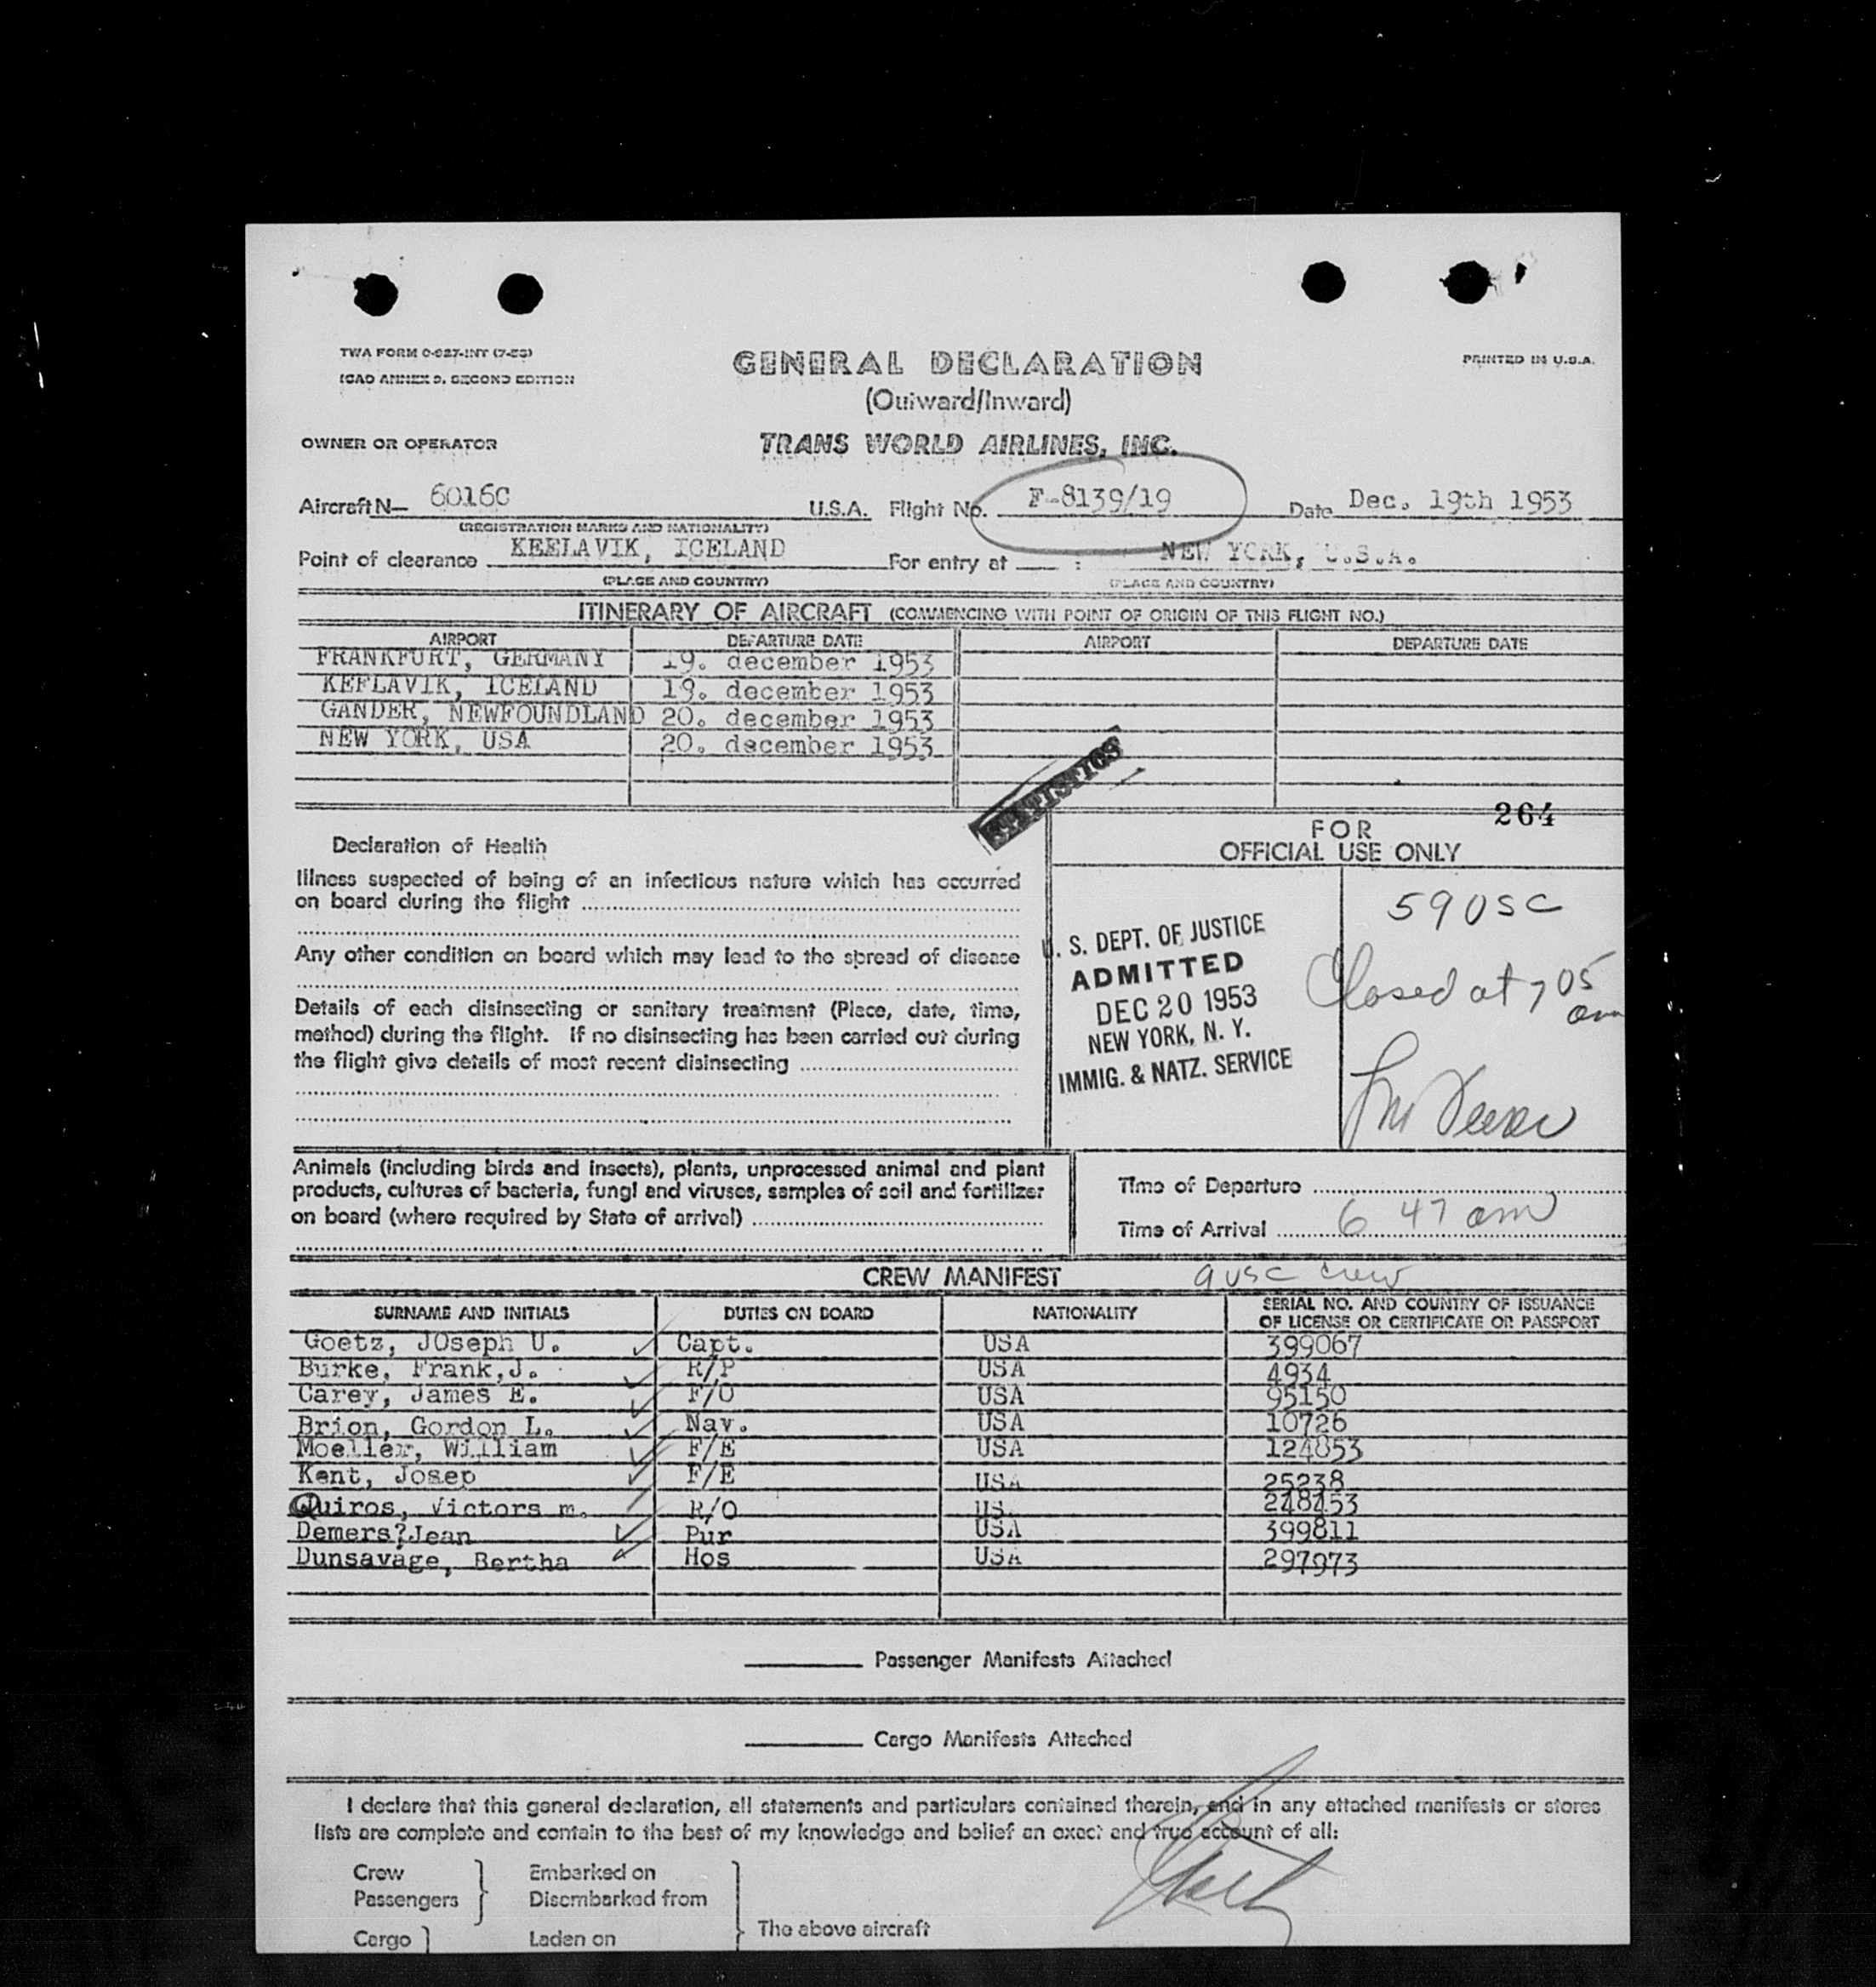 TWA FORM O-927-INT (7-53)
ICAO ANNEX 9, SECOND EDITION
PRINTED IN U.S.A.
GENERAL DECLARATION
(Outward/Inward)
OWNER OR OPERATOR
TRANS WORLD AIRLINES, INC.
Aircraft N— 6016C U.S.A. Flight No. F-8139/19 Date Dec. 19th 1953
(REGISTRATION MARKS AND NATIONALITY)
Point of clearance KEFLAVIK, ICELAND For entry at : NEW YORK, U.S.A.
(PLACE AND COUNTRY) (PLACE AND COUNTRY)
ITINERARY OF AIRCRAFT (COMMENCING WITH POINT OF ORIGIN OF THIS FLIGHT NO.)
AIRPORT DEPARTURE DATE AIRPORT DEPARTURE DATE
FRANKFURT, GERMANY 19. december 1953
KEFLAVIK, ICELAND 19. december 1953
GANDER, NEWFOUNDLAND 20. december 1953
NEW YORK, USA 20. december 1953
STATISTICS
264
FOR
OFFICIAL USE ONLY
Declaration of Health
Illness suspected of being of an infectious nature which has occurred
on board during the flight
Any other condition on board which may lead to the spread of disease
Details of each disinsecting or sanitary treatment (Place, date, time,
method) during the flight. If no disinsecting has been carried out during
the flight give details of most recent disinsecting
U. S. DEPT. OF JUSTICE
ADMITTED
DEC 20 1953
NEW YORK, N. Y.
IMMIG. & NATZ. SERVICE
59 USC
Closed at 7 05 am
Animals (including birds and insects), plants, unprocessed animal and plant
products, cultures of bacteria, fungi and viruses, samples of soil and fertilizer
on board (where required by State of arrival)
Time of Departure
Time of Arrival 6 47 am
CREW MANIFEST 9 USC crew
SURNAME AND INITIALS DUTIES ON BOARD NATIONALITY SERIAL NO. AND COUNTRY OF ISSUANCE
OF LICENSE OR CERTIFICATE OR PASSPORT
Goetz, JOseph U. Capt. USA 399067
Burke, Frank,J. R/P USA 4934
Carey, James E. F/O USA 95150
Brion, Gordon L. Nav. USA 10726
Moeller, William F/E USA 124853
Kent, Josep F/E USA 25238
Quiros, Victors m. R/O US. 248453
Demers?Jean Pur USA 399811
Dunsavage, Bertha Hos USA 297973
Passenger Manifests Attached
Cargo Manifests Attached
I declare that this general declaration, all statements and particulars contained therein, and in any attached manifests or stores
lists are complete and contain to the best of my knowledge and belief an exact and true account of all:
Crew Embarked on
Passengers Disembarked from
The above aircraft
Cargo Laden on